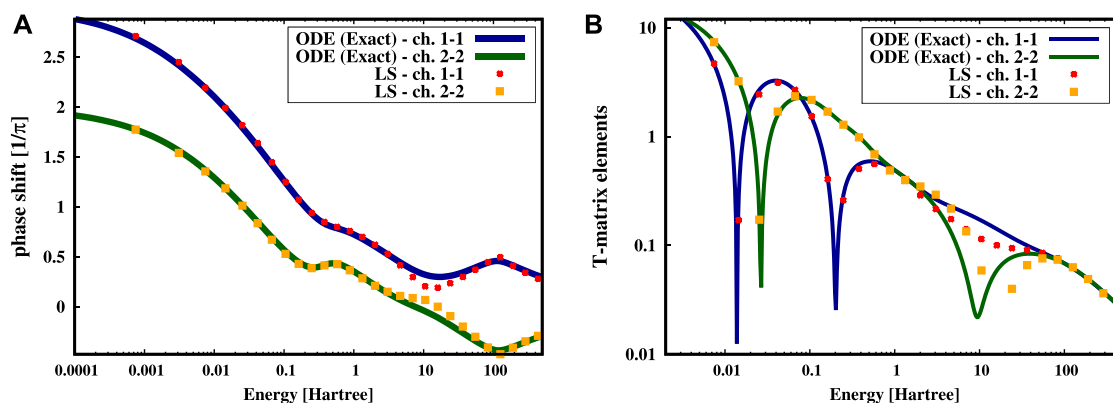 A
ODE (Exact) - ch. 1-1
ODE (Exact) - ch. 2-2
LS - ch. 1-1
LS - ch. 2-2
phase shift [1/π]
2.5
2
1.5
1
0.5
0
0.0001 0.001 0.01 0.1 1 10 100
Energy [Hartree]
B
ODE (Exact) - ch. 1-1
ODE (Exact) - ch. 2-2
LS - ch. 1-1
LS - ch. 2-2
T-matrix elements
10
1
0.1
0.01
0.01 0.1 1 10 100
Energy [Hartree]